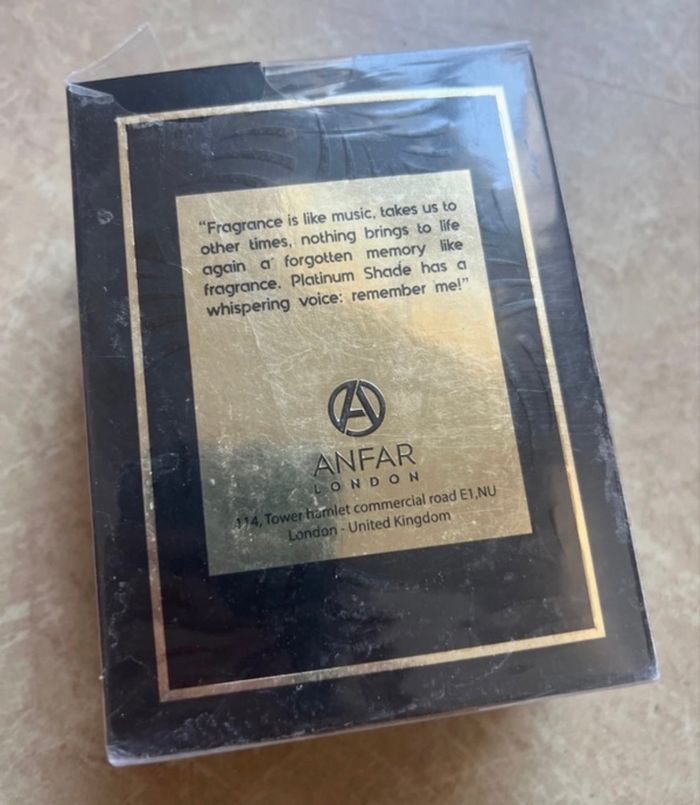 “Fragrance is like music, takes us to
other times, nothing brings to life
again a forgotten memory like
fragrance. Platinum Shade has a
whispering voice: remember me!”
ANFAR
LONDON
114, Tower hamlet commercial road E1,NU
London - United Kingdom